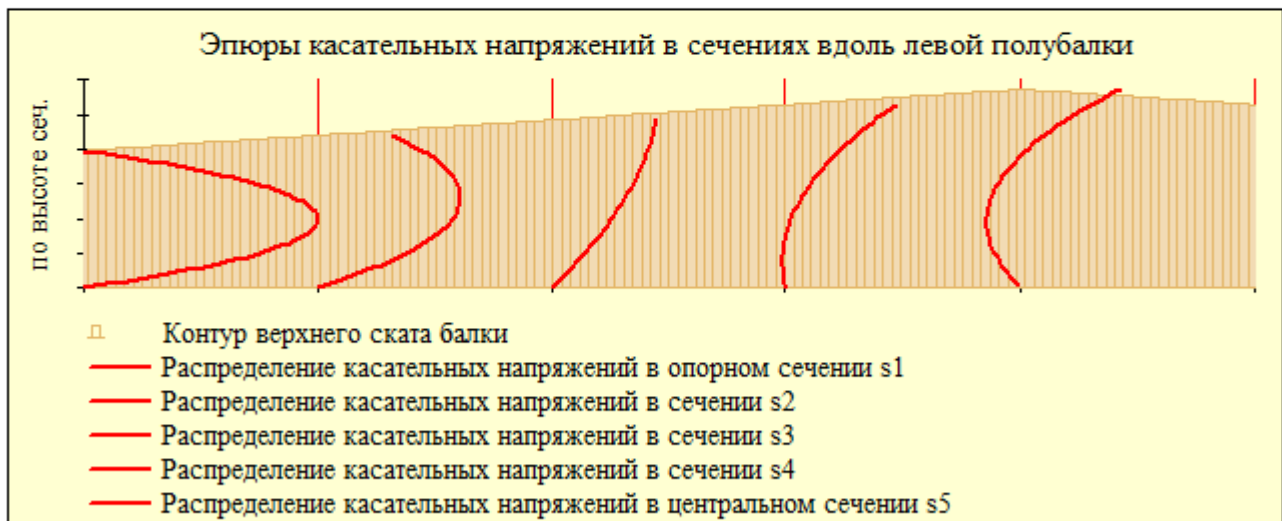 Эпюры касательных напряжений в сечениях вдоль левой полубалки
по высоте сеч.
Контур верхнего ската балки
Распределение касательных напряжений в опорном сечении s1
Распределение касательных напряжений в сечении s2
Распределение касательных напряжений в сечении s3
Распределение касательных напряжений в сечении s4
Распределение касательных напряжений в центральном сечении s5